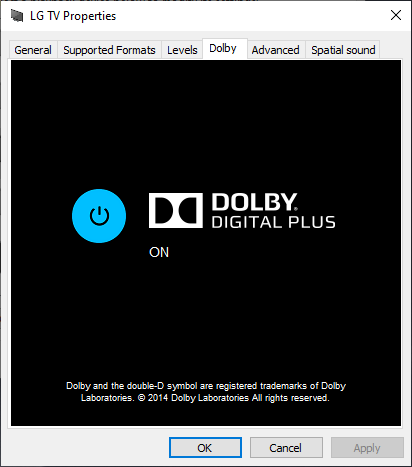 LG TV Properties
General Supported Formats Levels Dolby Advanced Spatial sound
DOLBY®
DIGITAL PLUS
ON
Dolby and the double-D symbol are registered trademarks of Dolby
Laboratories. © 2014 Dolby Laboratories All rights reserved.
OK Cancel Apply